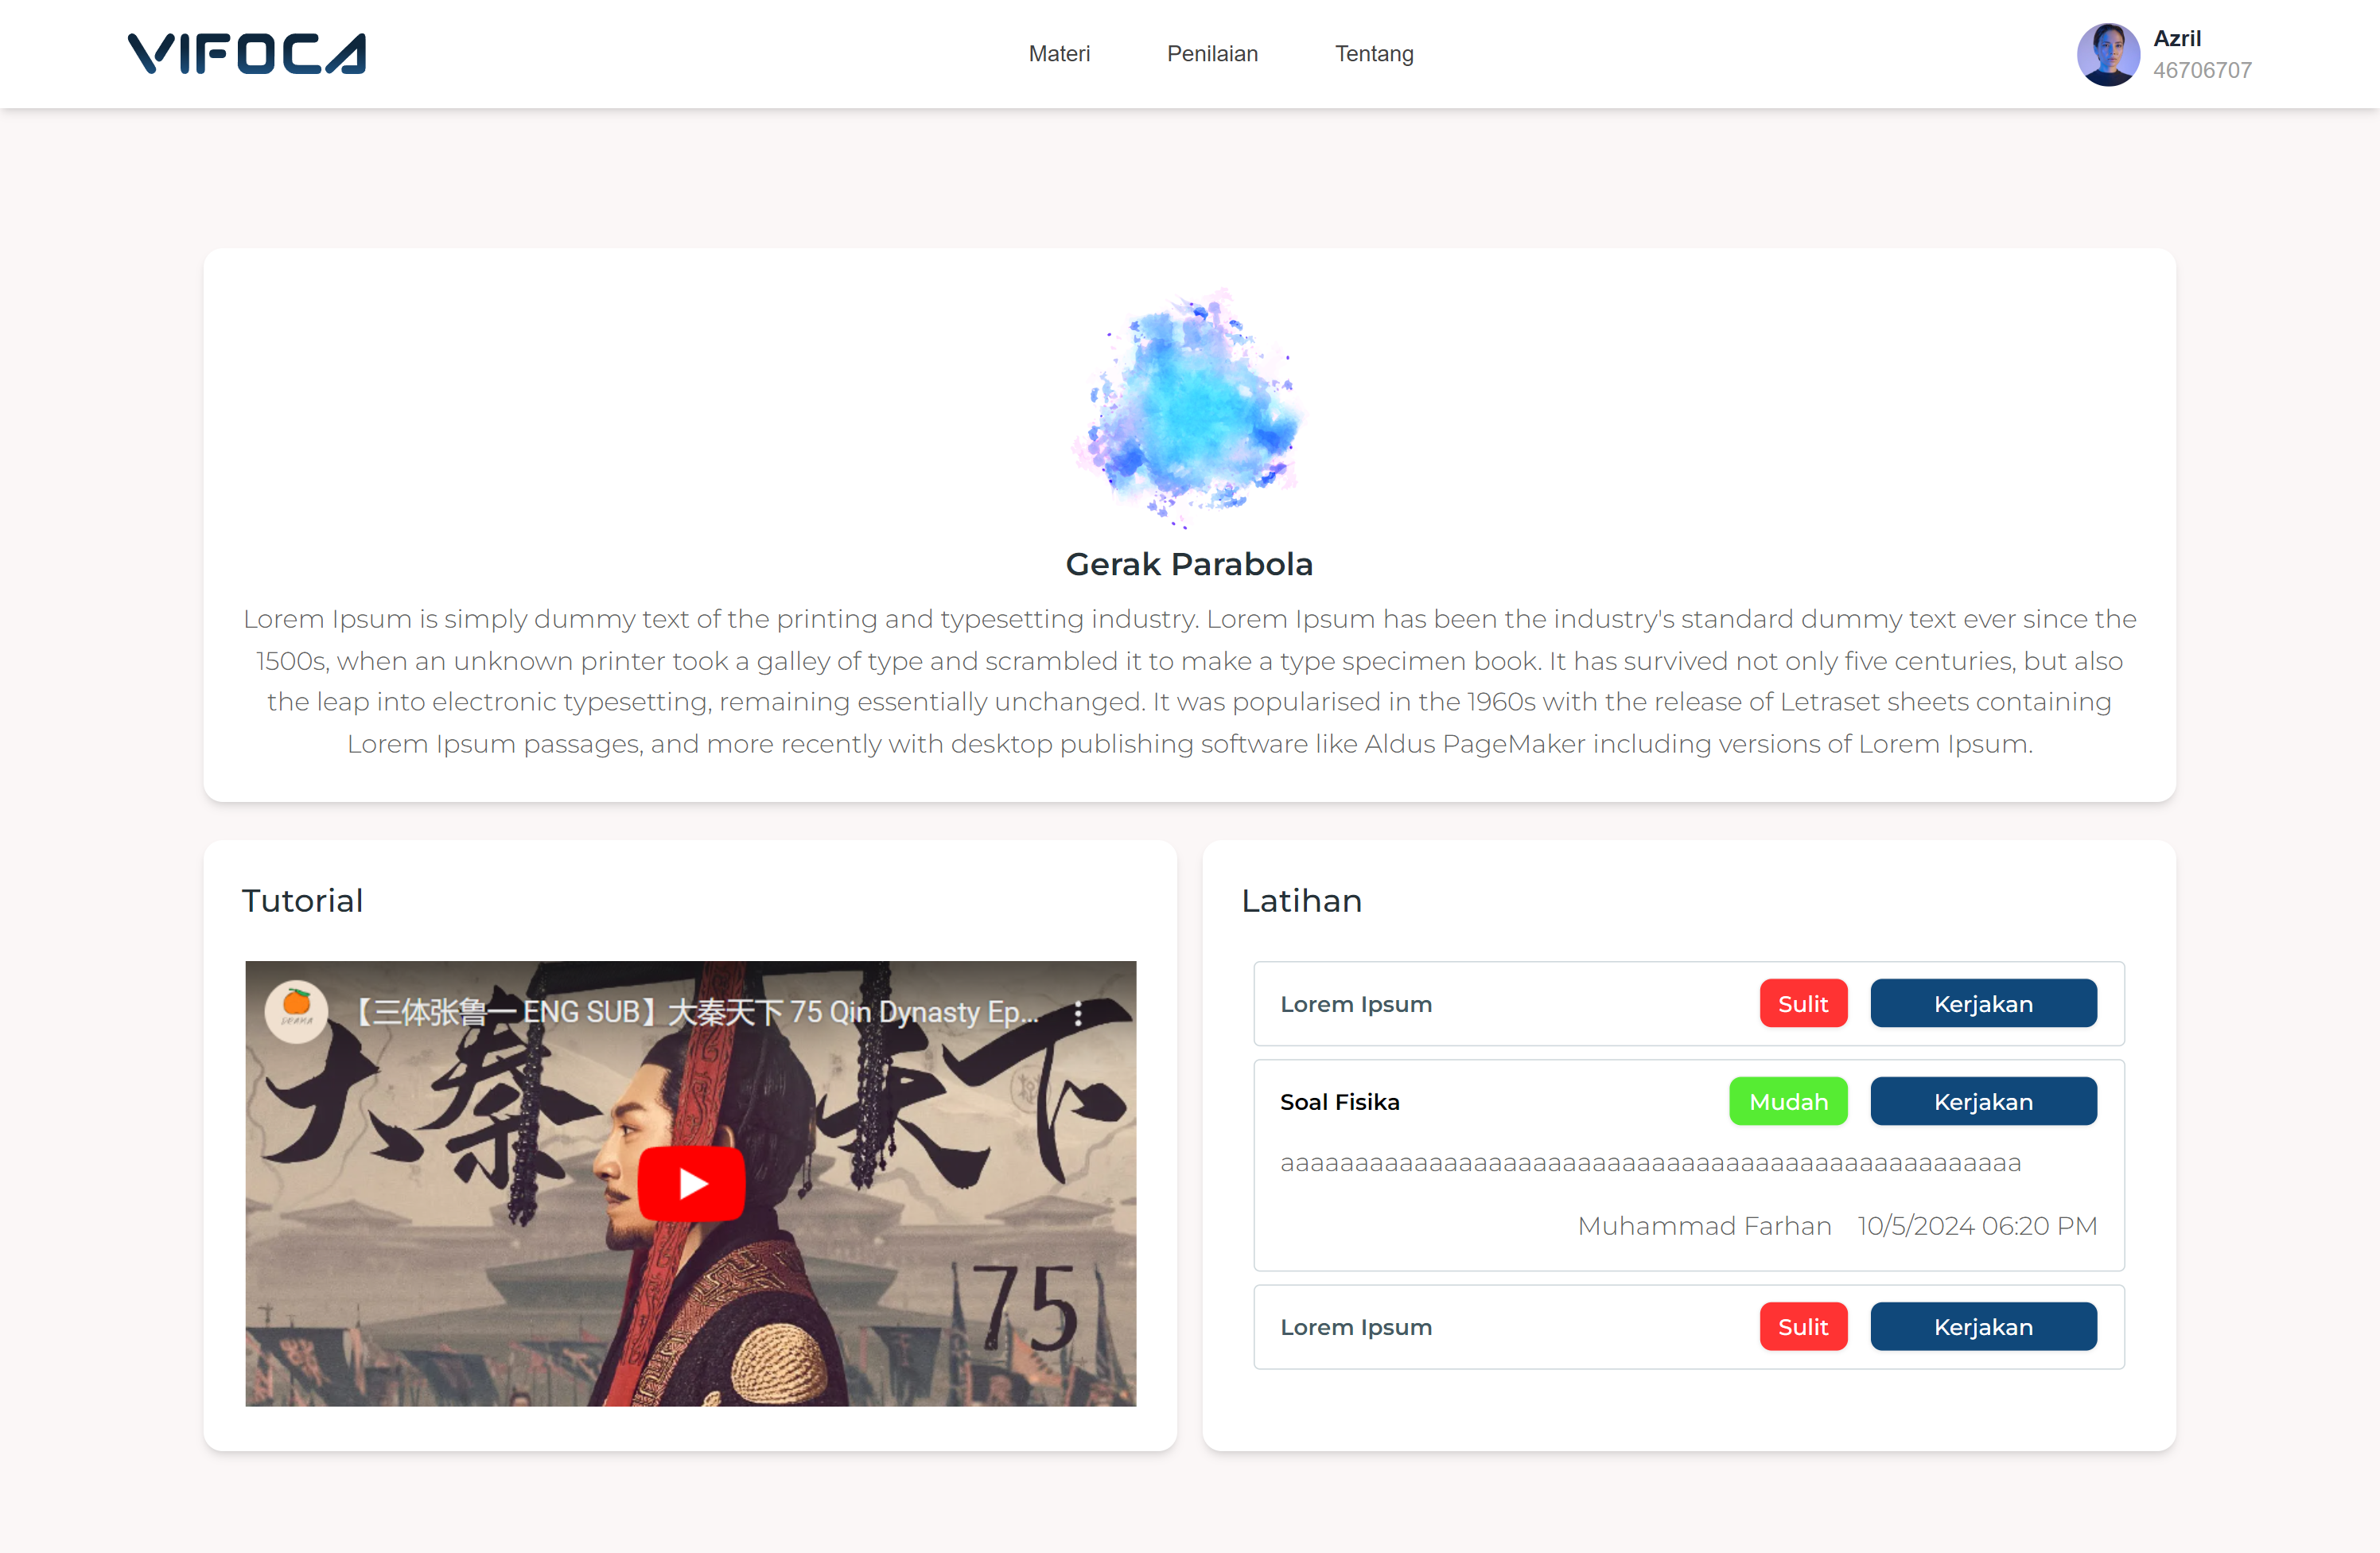 VIFOCA
Materi
Penilaian
Tentang
Azril
46706707
Gerak Parabola
Lorem Ipsum is simply dummy text of the printing and typesetting industry. Lorem Ipsum has been the industry's standard dummy text ever since the
1500s, when an unknown printer took a galley of type and scrambled it to make a type specimen book. It has survived not only five centuries, but also
the leap into electronic typesetting, remaining essentially unchanged. It was popularised in the 1960s with the release of Letraset sheets containing
Lorem Ipsum passages, and more recently with desktop publishing software like Aldus PageMaker including versions of Lorem Ipsum.
Tutorial
【三体张鲁一 ENG SUB】大秦天下 75 Qin Dynasty Ep...
DRAMA
大秦天下
75
Latihan
Lorem Ipsum
Sulit
Kerjakan
Soal Fisika
Mudah
Kerjakan
aaaaaaaaaaaaaaaaaaaaaaaaaaaaaaaaaaaaaaaaaaaaaaaaaa
Muhammad Farhan 10/5/2024 06:20 PM
Lorem Ipsum
Sulit
Kerjakan